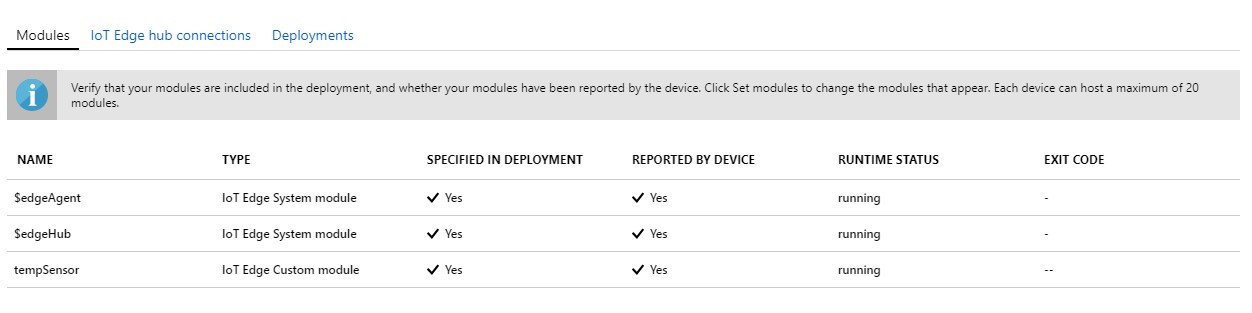 Modules IoT Edge hub connections Deployments
i Verify that your modules are included in the deployment, and whether your modules have been reported by the device. Click Set modules to change the modules that appear. Each device can host a maximum of 20
modules.
NAME TYPE SPECIFIED IN DEPLOYMENT REPORTED BY DEVICE RUNTIME STATUS EXIT CODE
$edgeAgent IoT Edge System module Yes Yes running -
$edgeHub IoT Edge System module Yes Yes running -
tempSensor IoT Edge Custom module Yes Yes running --